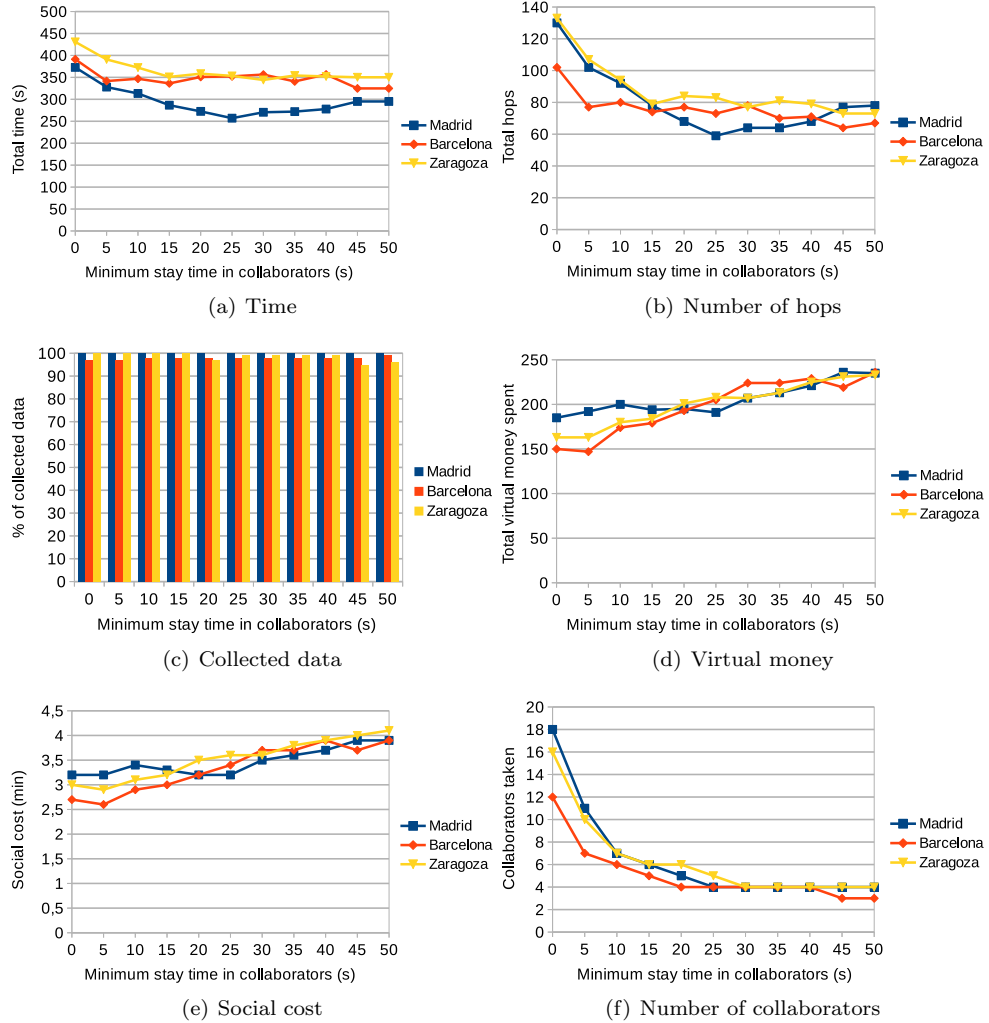 500
450
400
350
300
250
200
150
100
50
0
Total time (s)
0 5 10 15 20 25 30 35 40 45 50
Minimum stay time in collaborators (s)
Madrid
Barcelona
Zaragoza
(a) Time
140
120
100
80
60
40
20
0
Total hops
0 5 10 15 20 25 30 35 40 45 50
Minimum stay time in collaborators (s)
Madrid
Barcelona
Zaragoza
(b) Number of hops
100
90
80
70
60
50
40
30
20
10
0
% of collected data
0 5 10 15 20 25 30 35 40 45 50
Minimum stay time in collaborators (s)
Madrid
Barcelona
Zaragoza
(c) Collected data
250
200
150
100
50
0
Total virtual money spent
0 5 10 15 20 25 30 35 40 45 50
Minimum stay time in collaborators (s)
Madrid
Barcelona
Zaragoza
(d) Virtual money
4,5
4
3,5
3
2,5
2
1,5
1
0,5
0
Social cost (min)
0 5 10 15 20 25 30 35 40 45 50
Minimum stay time in collaborators (s)
Madrid
Barcelona
Zaragoza
(e) Social cost
20
18
16
14
12
10
8
6
4
2
0
Collaborators taken
0 5 10 15 20 25 30 35 40 45 50
Minimum stay time in collaborators (s)
Madrid
Barcelona
Zaragoza
(f) Number of collaborators